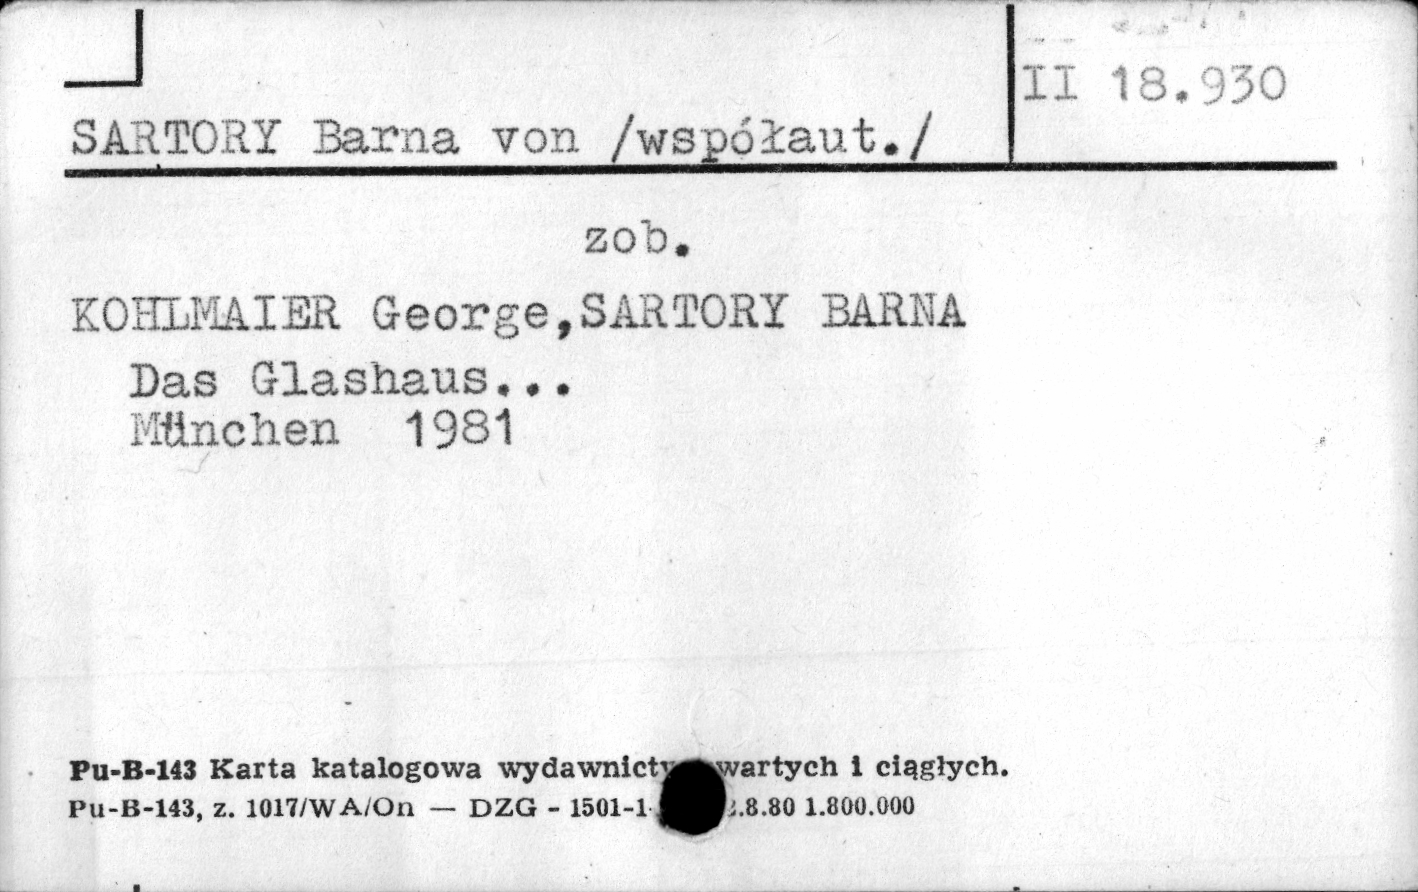 II 18.930
SARTORY Barna von /współaut./
zob.
KOHLMAIER George, SARTORY BARNA
Das Glashaus...
München 1981
Pu-B-143 Karta katalogowa wydawnict wartych i ciągłych.
Pu-B-143, z. 1017/WA/On — DZG - 1501-1 .8.80 1.800.000